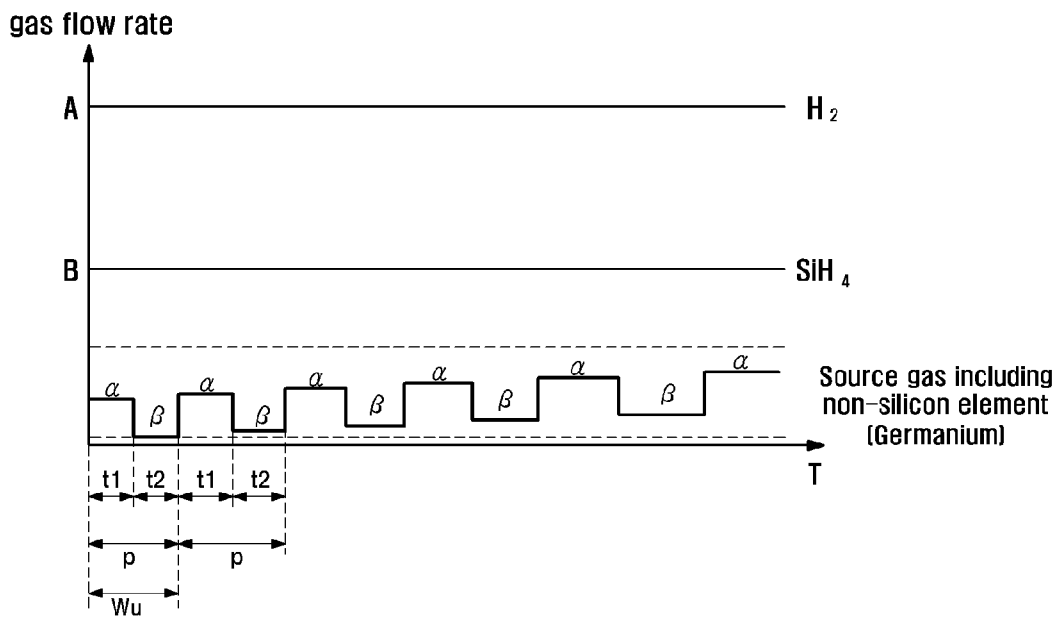 gas flow rate
A
H2
B
SiH4
α α α α α α
β β β β β
Source gas including
non-silicon element
(Germanium)
T
t1 t2 t1 t2
p p
Wu